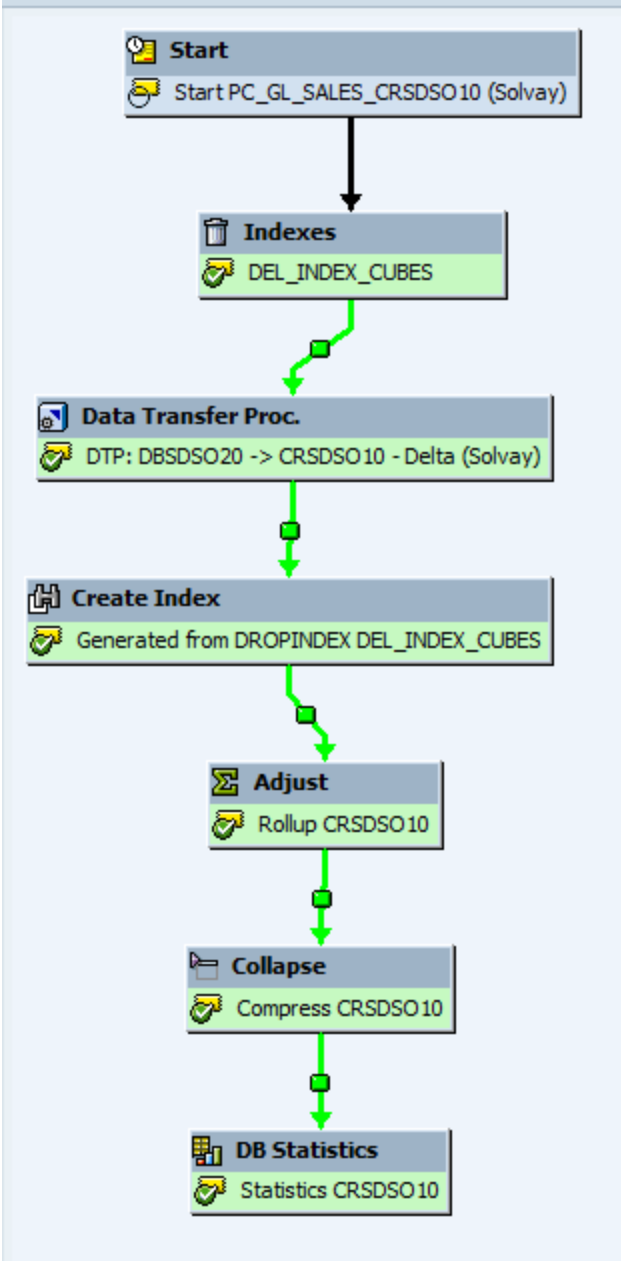 Start
Start PC_GL_SALES_CRSDSO10 (Solvay)
Indexes
DEL_INDEX_CUBES
Data Transfer Proc.
DTP: DBSDSO20 -> CRSDSO10 - Delta (Solvay)
Create Index
Generated from DROPINDEX DEL_INDEX_CUBES
Adjust
Rollup CRSDSO10
Collapse
Compress CRSDSO10
DB Statistics
Statistics CRSDSO10